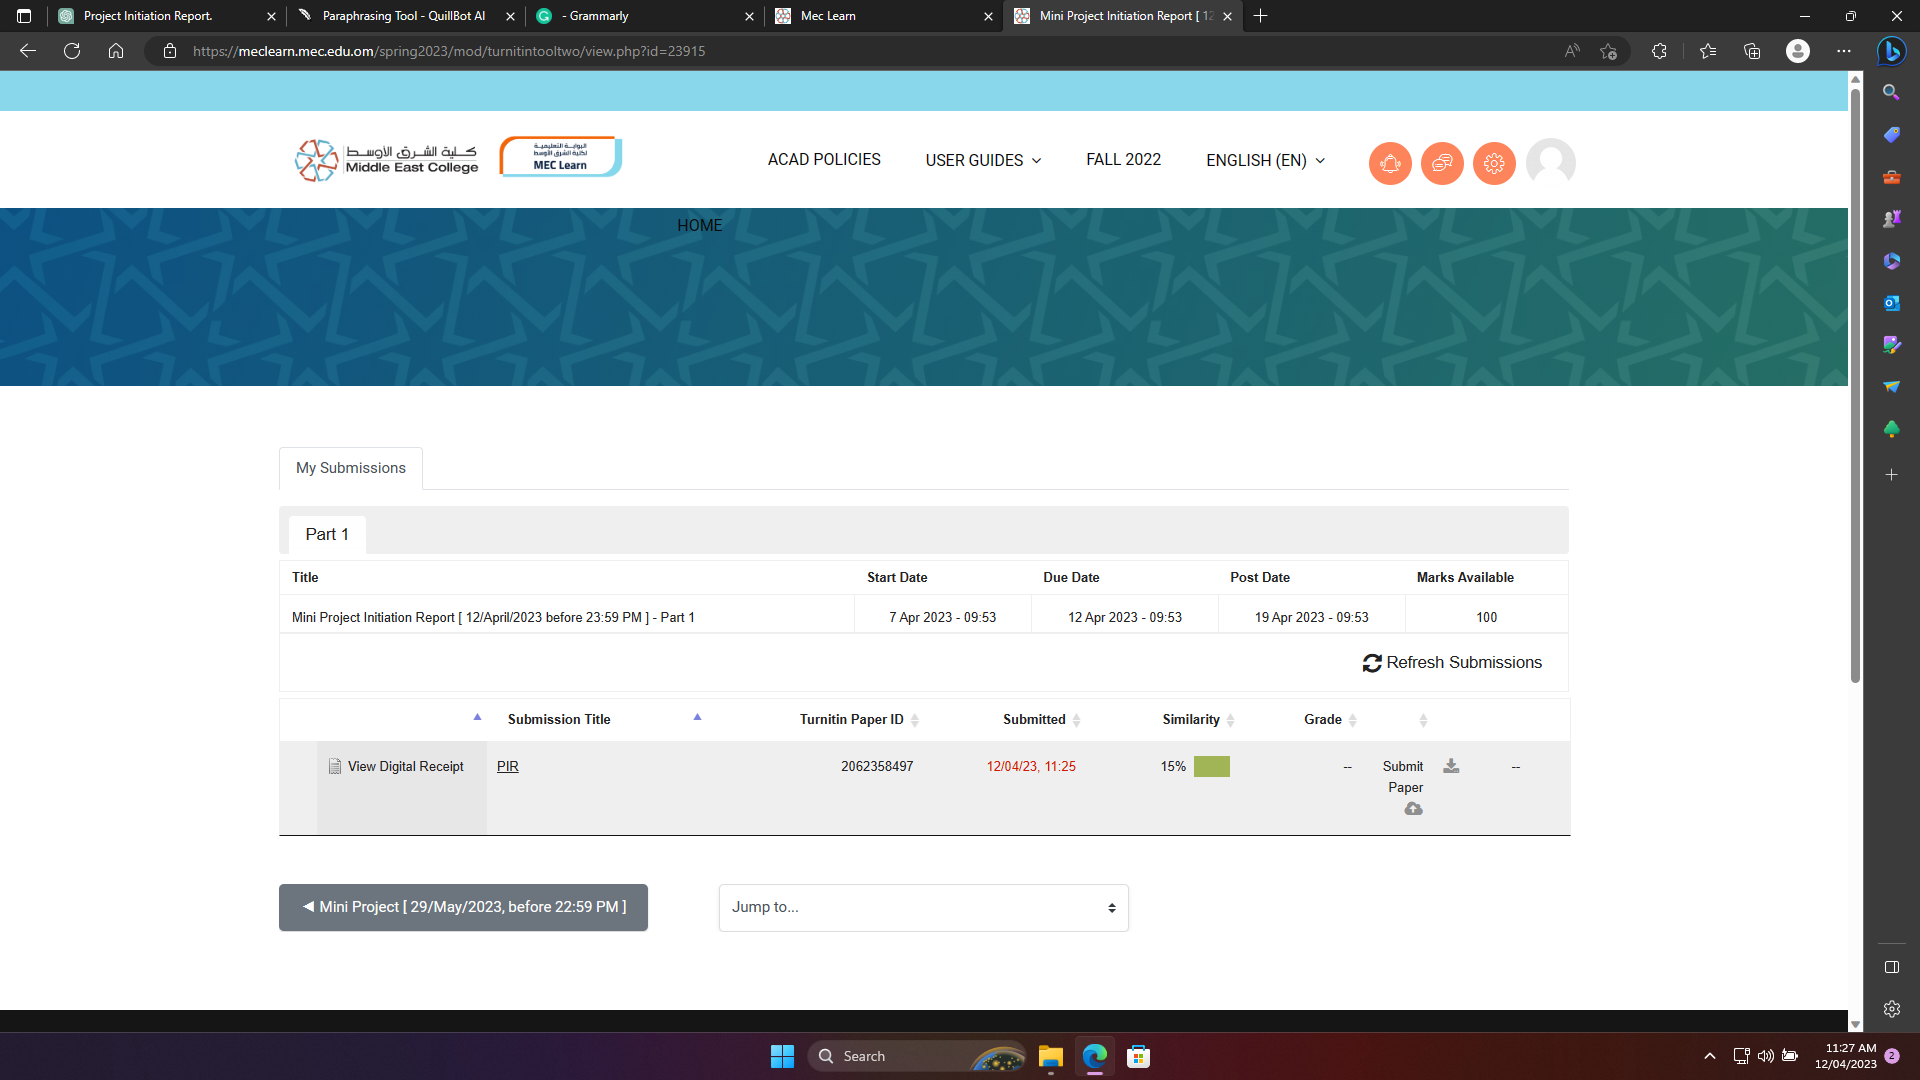 Project Initiation Report.
Paraphrasing Tool - QuillBot AI
- Grammarly
Mec Learn
Mini Project Initiation Report [ 12
https://meclearn.mec.edu.om/spring2023/mod/turnitintooltwo/view.php?id=23915
كلية الشرق الأوسط
Middle East College
البوابة التعليمية
لكلية الشرق الأوسط
MEC Learn
ACAD POLICIES
USER GUIDES
FALL 2022
ENGLISH (EN)
HOME
My Submissions
Part 1
Title Start Date Due Date Post Date Marks Available
Mini Project Initiation Report [ 12/April/2023 before 23:59 PM ] - Part 1 7 Apr 2023 - 09:53 12 Apr 2023 - 09:53 19 Apr 2023 - 09:53 100
Refresh Submissions
Submission Title Turnitin Paper ID Submitted Similarity Grade
View Digital Receipt PIR 2062358497 12/04/23, 11:25 15% -- Submit --
Paper
◄ Mini Project [ 29/May/2023, before 22:59 PM ]
Jump to...
Search
11:27 AM
12/04/2023
2